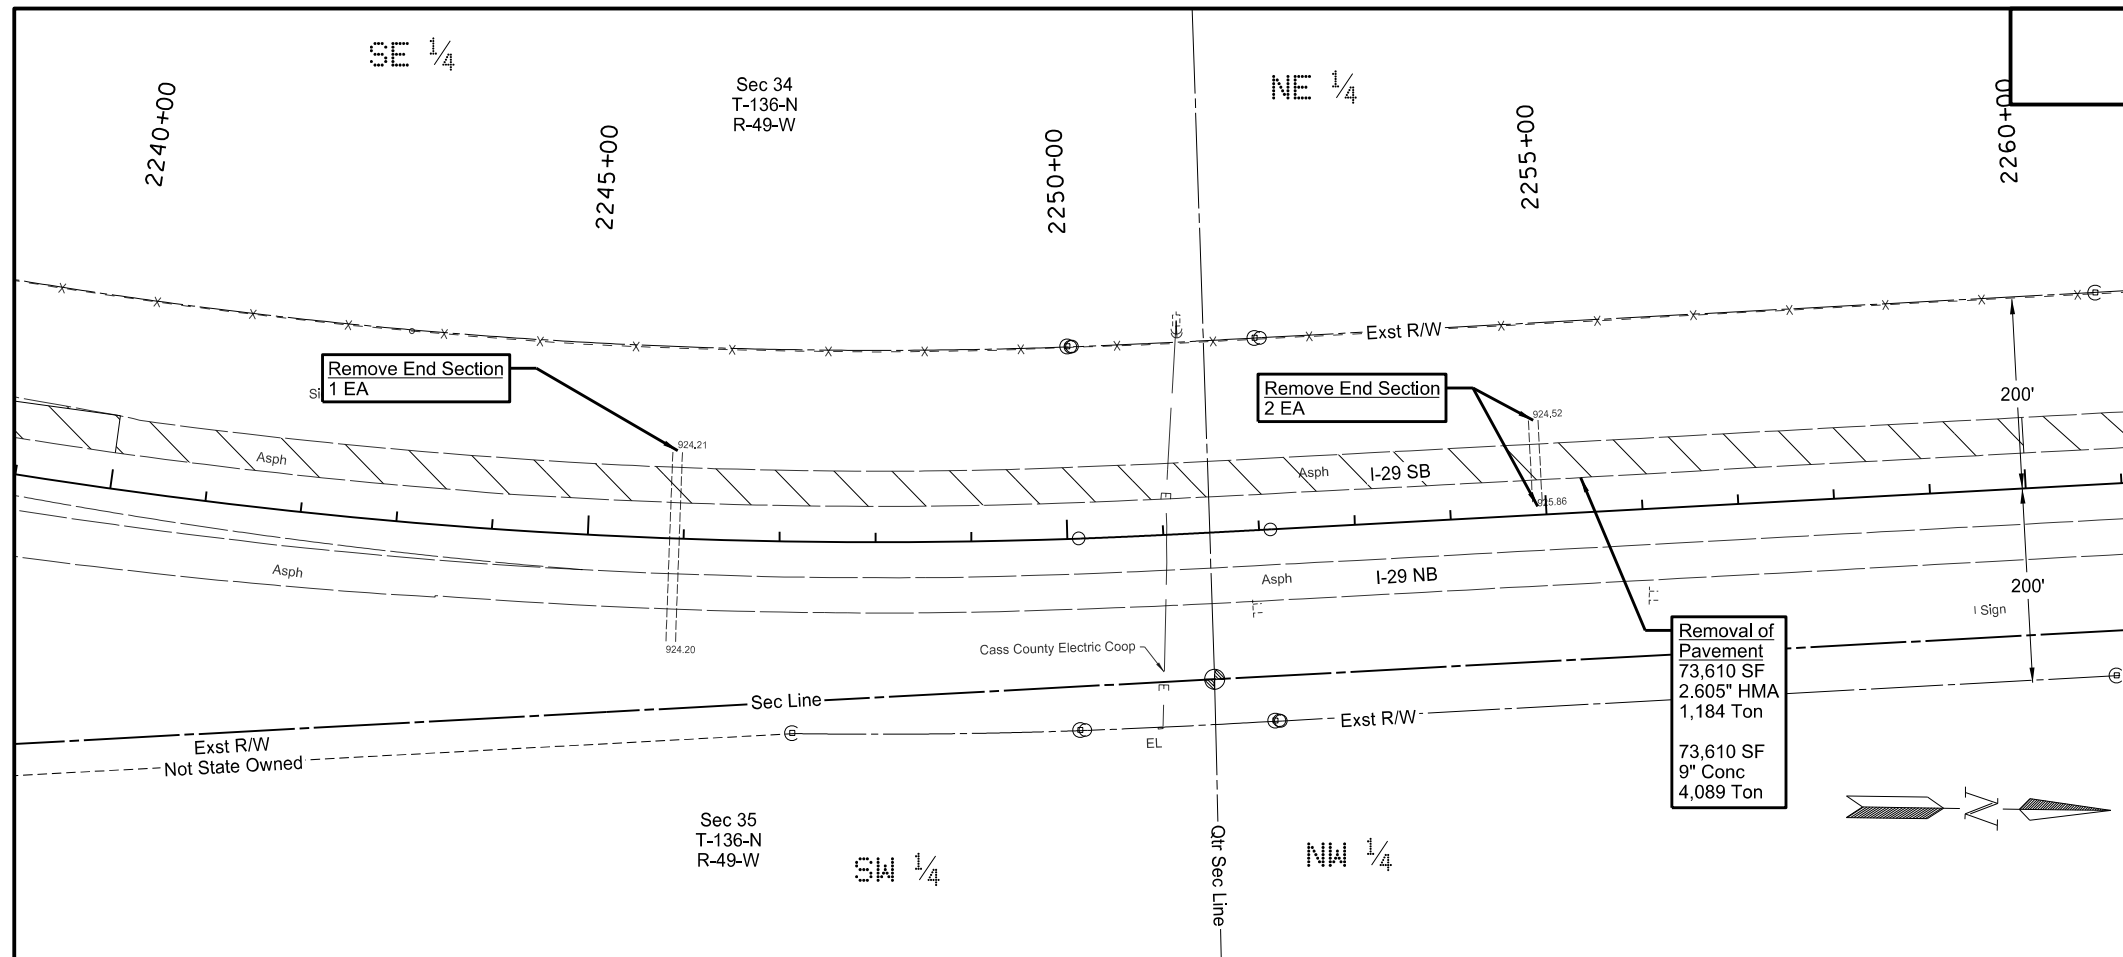 SE 1/4
Sec 34
T-136-N
R-49-W
NE 1/4
2240+00
2245+00
2250+00
2255+00
2260+00
Exst R/W
Remove End Section
1 EA
Si
Remove End Section
2 EA
200'
924.21
924.52
Asph
Asph
I-29 SB
E
925.86
Asph
Asph
I-29 NB
200'
I Sign
924.20
Cass County Electric Coop
E
Removal of
Pavement
73,610 SF
2.605" HMA
1,184 Ton
73,610 SF
9" Conc
4,089 Ton
Sec Line
Exst R/W
Exst R/W
Not State Owned
EL
N
Sec 35
T-136-N
R-49-W
SW 1/4
Qtr Sec Line
NW 1/4